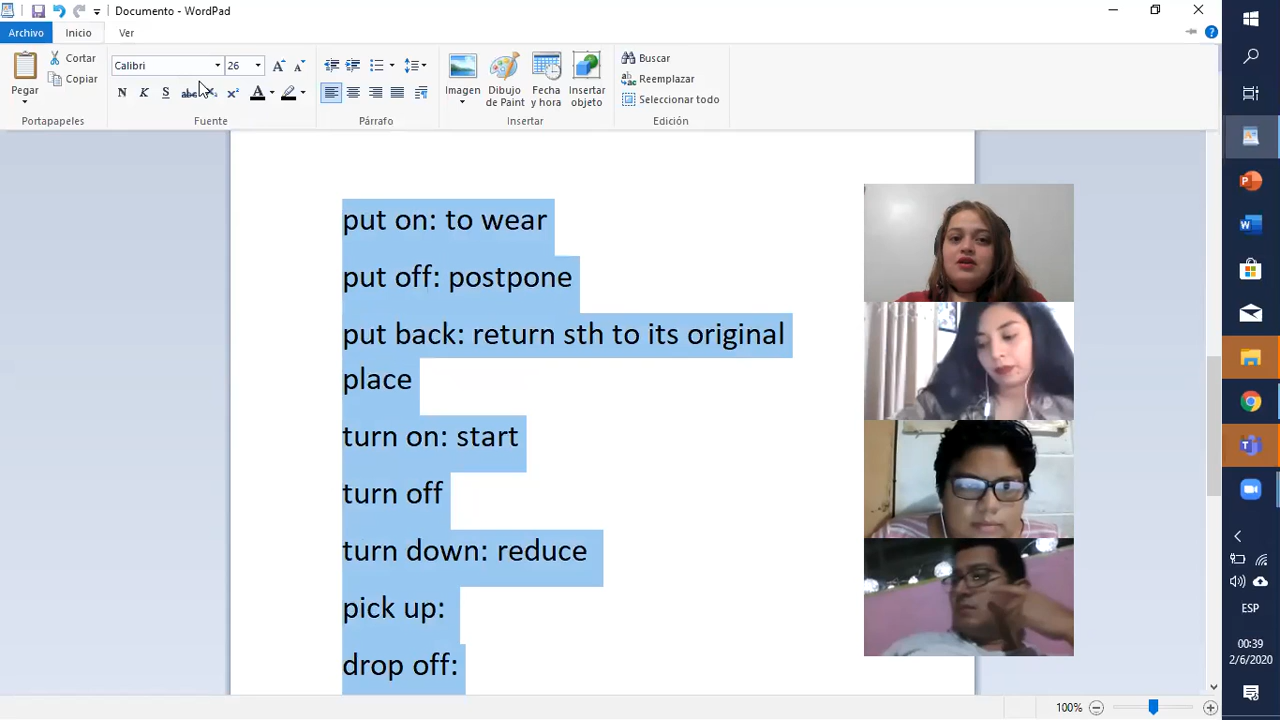 Documento - WordPad
Archivo Inicio Ver
Pegar
Cortar
Copiar
Portapapeles
Calibri 26
N K S abc
Fuente
Párrafo
Imagen
Dibujo de Paint
Fecha y hora
Insertar objeto
Insertar
Buscar
Reemplazar
Seleccionar todo
Edición
put on: to wear
put off: postpone
put back: return sth to its original
place
turn on: start
turn off
turn down: reduce
pick up:
drop off:
100%
ESP
00:39
2/6/2020